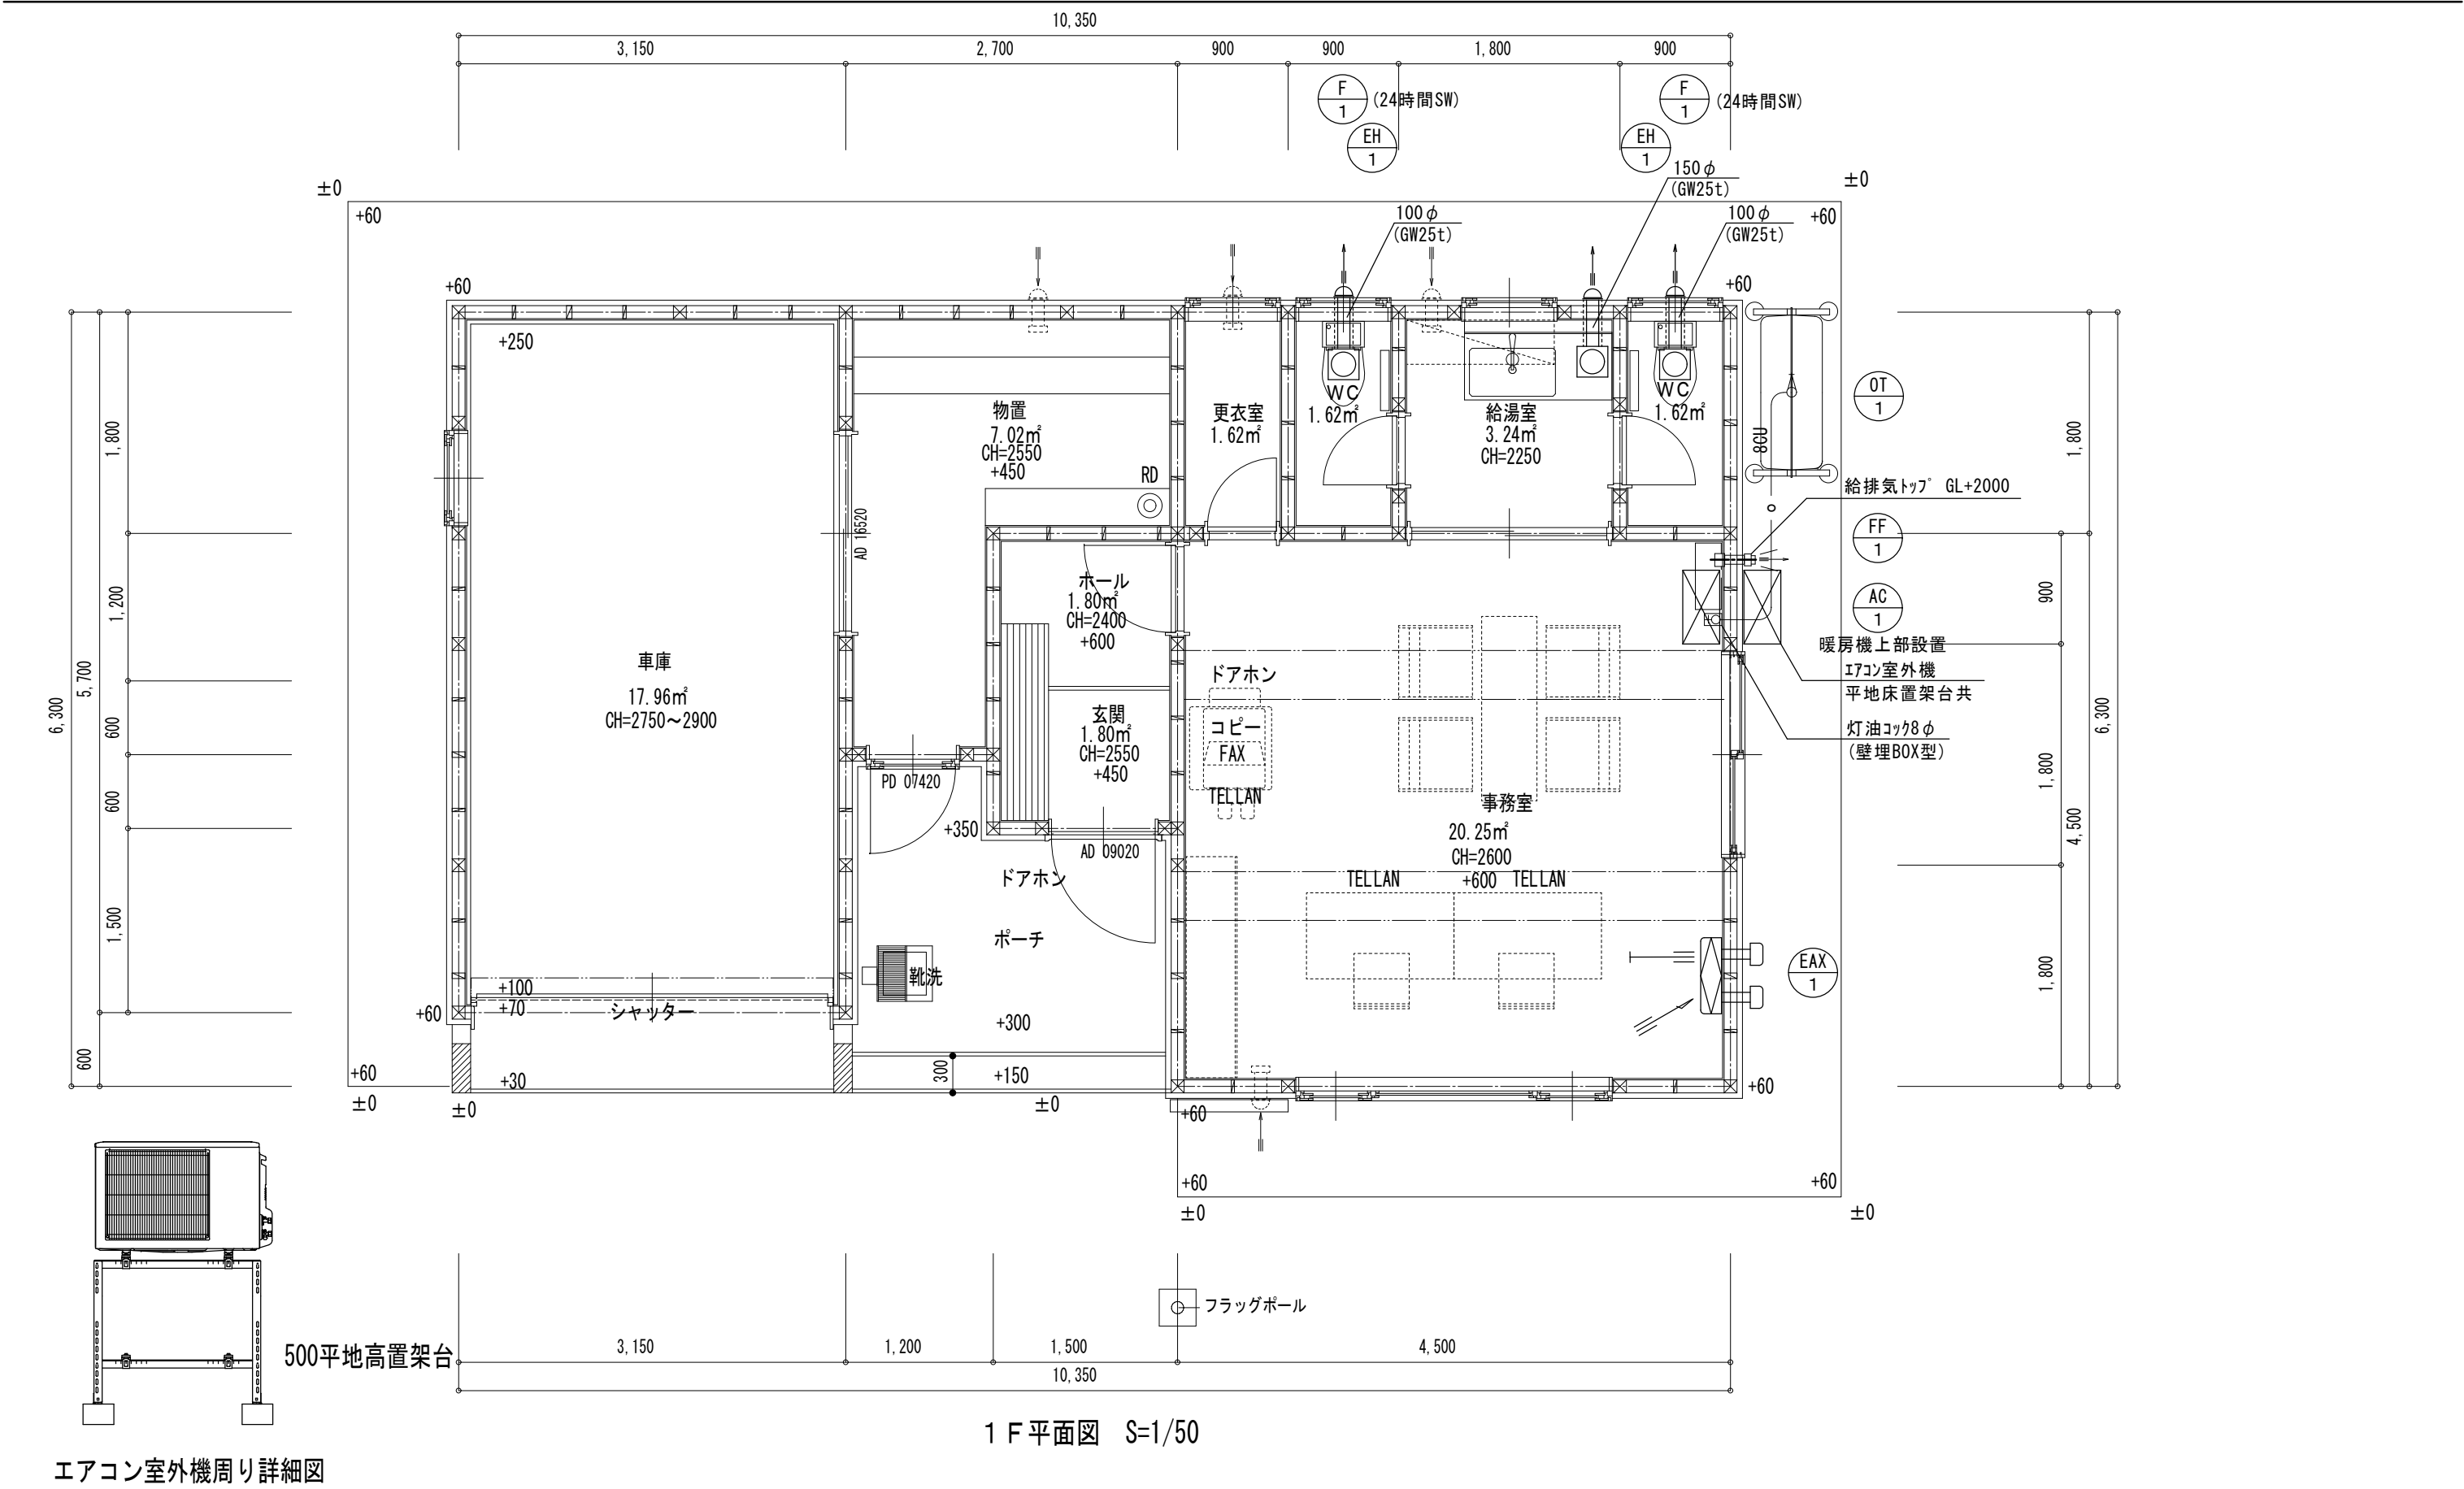 10,350
3,150
2,700
900
900
1,800
900
F
1
(24時間SW)
F
1
(24時間SW)
EH
1
EH
1
150φ
(GW25t)
100φ
(GW25t)
100φ
(GW25t)
±0
+60
±0
+60
+60
+60
+250
物置
7.02㎡
CH=2550
+450
RD
更衣室
1.62㎡
WC
1.62㎡
給湯室
3.24㎡
CH=2250
WC
1.62㎡
8CU
OT
1
給排気トップ GL+2000
FF
1
AC
1
暖房機上部設置
エアコン室外機
平地床置架台共
灯油コック8φ
(壁埋BOX型)
AD 16520
ホール
1.80㎡
CH=2400
+600
車庫
17.96㎡
CH=2750～2900
玄関
1.80㎡
CH=2550
+450
ドアホン
コピー
FAX
TELLAN
事務室
20.25㎡
CH=2600
+600
TELLAN
TELLAN
PD 07420
+350
AD 09020
ドアホン
ポーチ
靴洗
EAX
1
+100
+70
シャッター
+60
+300
300
+150
+30
+60
±0
±0
±0
+60
+60
+60
±0
+60
±0
1,800
1,200
600
600
1,500
5,700
600
6,300
1,800
900
1,800
1,800
4,500
6,300
フラッグポール
3,150
1,200
1,500
4,500
10,350
500平地高置架台
エアコン室外機周り詳細図
1F平面図 S=1/50